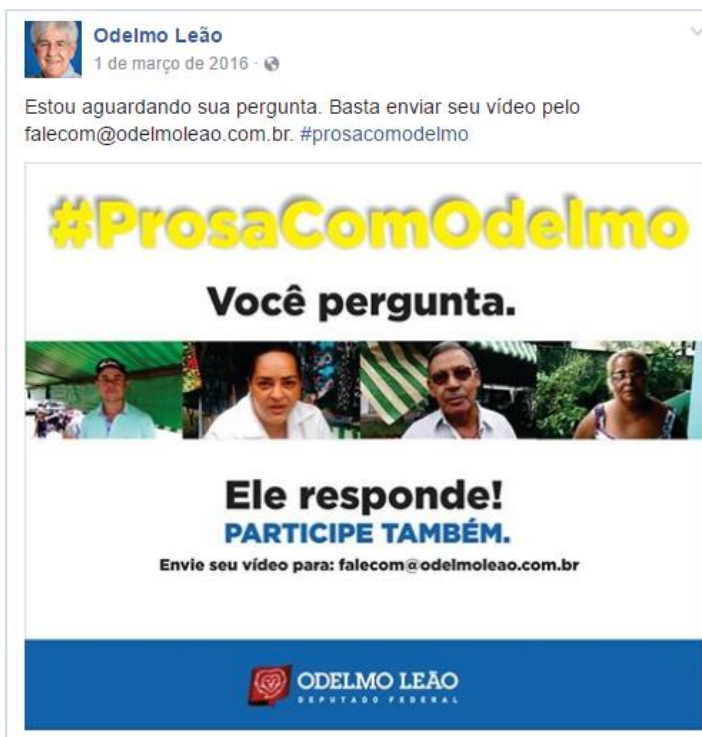 Odelmo Leão
1 de março de 2016 ·
Estou aguardando sua pergunta. Basta enviar seu vídeo pelo
falecom@odelmoleao.com.br. #prosacomodelmo
#ProsaComOdelmo
Você pergunta.
Ele responde!
PARTICIPE TAMBÉM.
Envie seu vídeo para: falecom@odelmoleao.com.br
ODELMO LEÃO
DEPUTADO FEDERAL